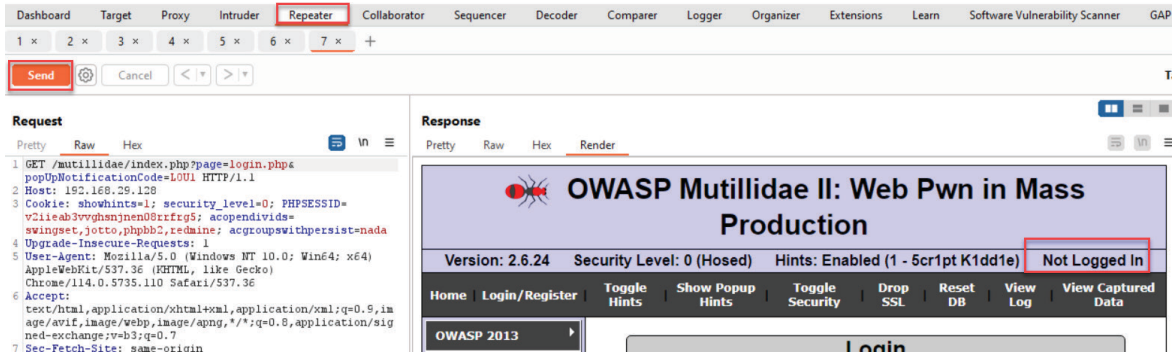 Dashboard Target Proxy Intruder Repeater Collaborator Sequencer Decoder Comparer Logger Organizer Extensions Learn Software Vulnerability Scanner GAP
1 × 2 × 3 × 4 × 5 × 6 × 7 × +
Send Cancel < > T
Request
Pretty Raw Hex \n
1 GET /mutillidae/index.php?page=login.php&
popUpNotificationCode=LOU1 HTTP/1.1
2 Host: 192.168.29.128
3 Cookie: showhints=1; security_level=0; PHPSESSID=
v2iieab3vvghsnjnen08rrfrg5; acopendivids=
swingset,jotto,phpbb2,redmine; acgroupswithpersist=nada
4 Upgrade-Insecure-Requests: 1
5 User-Agent: Mozilla/5.0 (Windows NT 10.0; Win64; x64)
AppleWebKit/537.36 (KHTML, like Gecko)
Chrome/114.0.5735.110 Safari/537.36
6 Accept:
text/html,application/xhtml+xml,application/xml;q=0.9,im
age/avif,image/webp,image/apng,*/*;q=0.8,application/sig
ned-exchange;v=b3;q=0.7
7 Sec-Fetch-Site: same-origin
Response
Pretty Raw Hex Render \n
OWASP Mutillidae II: Web Pwn in Mass
Production
Version: 2.6.24 Security Level: 0 (Hosed) Hints: Enabled (1 - 5cr1pt K1dd1e) Not Logged In
Home Login/Register Toggle Hints Show Popup Hints Toggle Security Drop SSL Reset DB View Log View Captured Data
OWASP 2013
Login